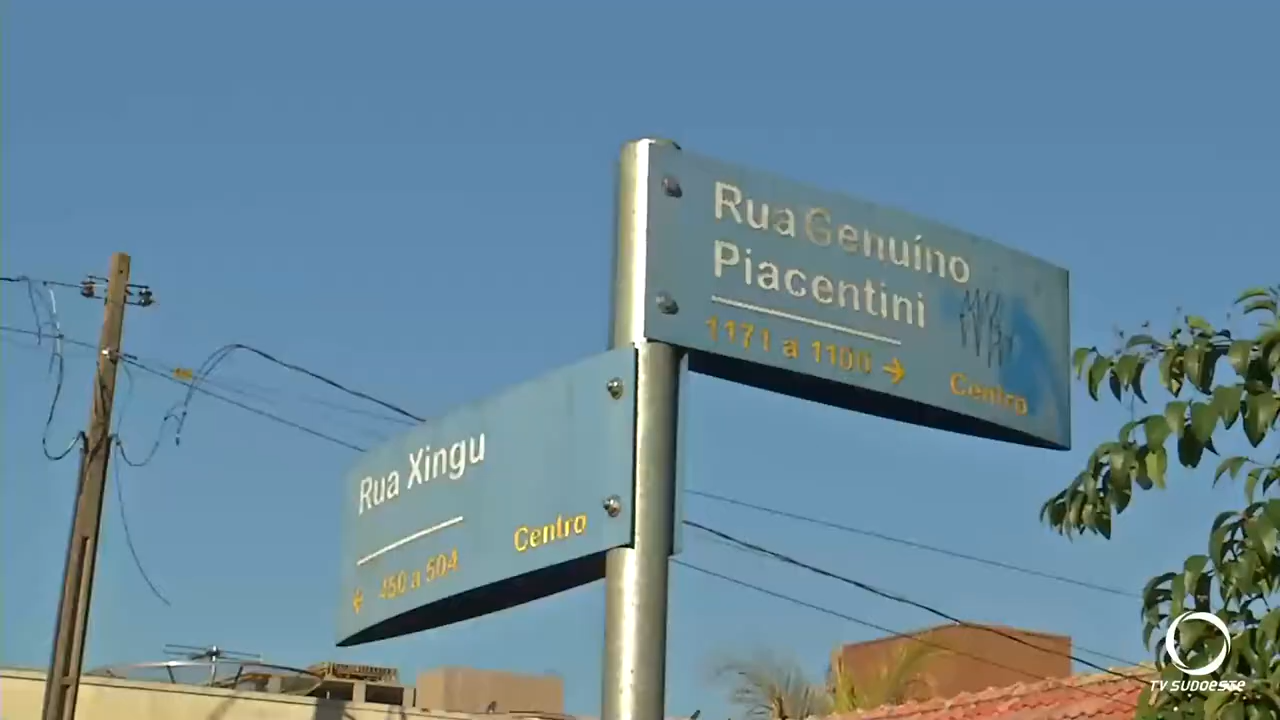 Rua Genuíno
Piacentini
1171 a 1100 →
Centro
Rua Xingu
Centro
← 450 a 504
TV SUDOESTE